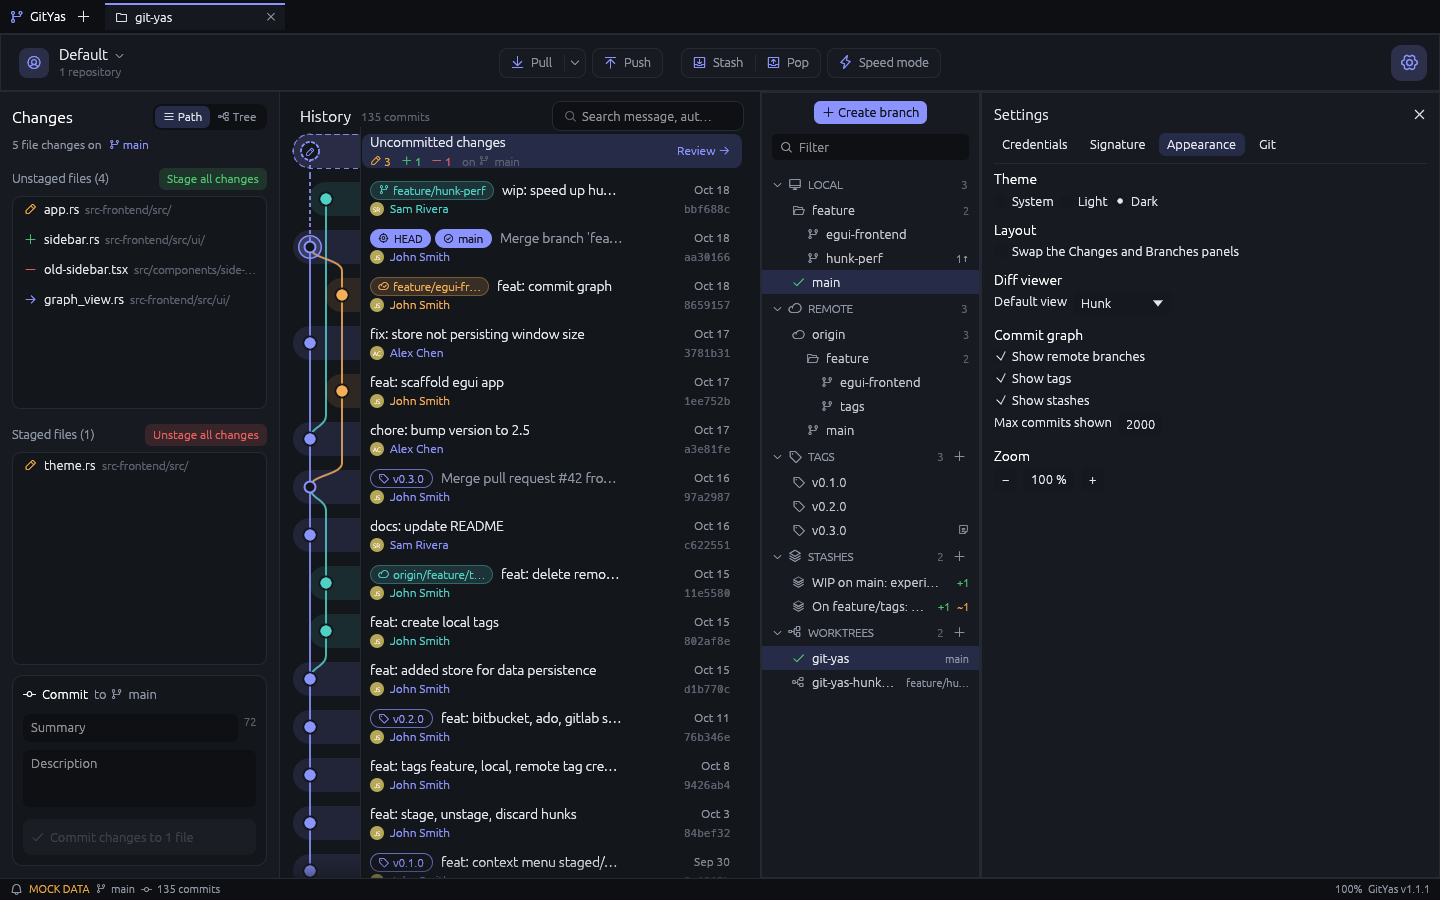 GitYas
git-yas
Default
1 repository
Pull
Push
Stash
Pop
Speed mode
Changes
Path
Tree
5 file changes on main
Unstaged files (4)
Stage all changes
app.rs src-frontend/src/
sidebar.rs src-frontend/src/ui/
old-sidebar.tsx src/components/side-...
graph_view.rs src-frontend/src/ui/
Staged files (1)
Unstage all changes
theme.rs src-frontend/src/
Commit to main
Summary
72
Description
Commit changes to 1 file
History 135 commits
Search message, aut...
Uncommitted changes
3 +1 −1 on main
Review →
feature/hunk-perf wip: speed up hu... Oct 18
SR Sam Rivera bbf688c
HEAD main Merge branch 'fea... Oct 18
JS John Smith aa30166
feature/egui-fr... feat: commit graph Oct 18
JS John Smith 8659157
fix: store not persisting window size Oct 17
AC Alex Chen 3781b31
feat: scaffold egui app Oct 17
JS John Smith 1ee752b
chore: bump version to 2.5 Oct 17
AC Alex Chen a3e81fe
v0.3.0 Merge pull request #42 fro... Oct 16
JS John Smith 97a2987
docs: update README Oct 16
SR Sam Rivera c622551
origin/feature/t... feat: delete remo... Oct 15
JS John Smith 11e5580
feat: create local tags Oct 15
JS John Smith 802af8e
feat: added store for data persistence Oct 15
JS John Smith d1b770c
v0.2.0 feat: bitbucket, ado, gitlab s... Oct 11
JS John Smith 76b346e
feat: tags feature, local, remote tag cre... Oct 8
JS John Smith 9426ab4
feat: stage, unstage, discard hunks Oct 3
JS John Smith 84bef32
v0.1.0 feat: context menu staged/... Sep 30
+ Create branch
Filter
LOCAL 3
feature 2
egui-frontend
hunk-perf 1↑
main
REMOTE 3
origin 3
feature 2
egui-frontend
tags
main
TAGS 3 +
v0.1.0
v0.2.0
v0.3.0
STASHES 2 +
WIP on main: experi... +1
On feature/tags: ... +1 ~1
WORKTREES 2 +
git-yas main
git-yas-hunk... feature/hu...
Settings
Credentials
Signature
Appearance
Git
Theme
System
Light
Dark
Layout
Swap the Changes and Branches panels
Diff viewer
Default view Hunk
Commit graph
Show remote branches
Show tags
Show stashes
Max commits shown 2000
Zoom
− 100 % +
MOCK DATA main 135 commits
100% GitYas v1.1.1